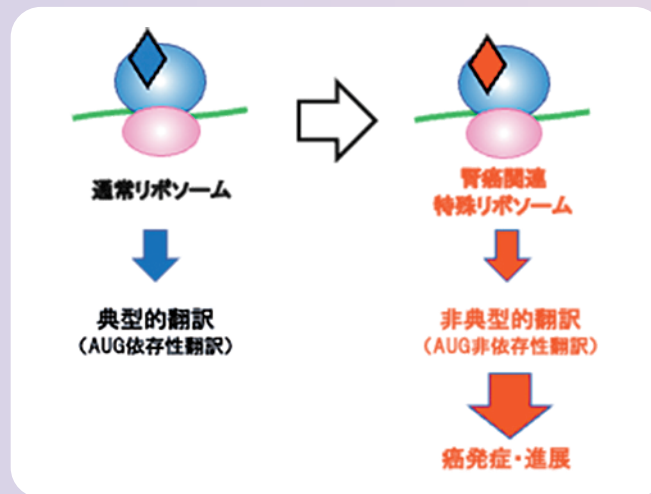 通常リボソーム
腎癌関連
特殊リボソーム
典型的翻訳
（AUG依存性翻訳）
非典型的翻訳
（AUG非依存性翻訳）
癌発症・進展